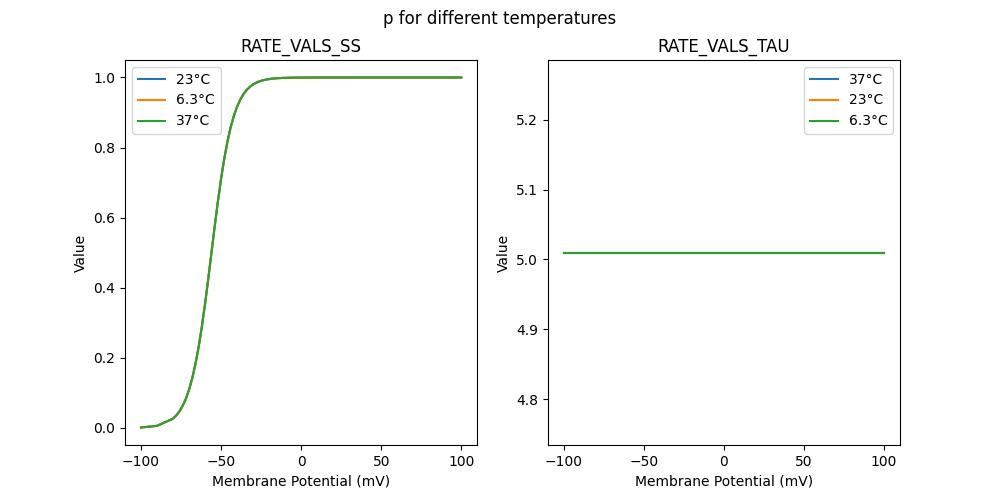 p for different temperatures
RATE_VALS_SS
23°C
6.3°C
37°C
1.0
0.8
0.6
0.4
0.2
0.0
Value
−100
−50
0
50
100
Membrane Potential (mV)
RATE_VALS_TAU
37°C
23°C
6.3°C
5.2
5.1
5.0
4.9
4.8
Value
−100
−50
0
50
100
Membrane Potential (mV)